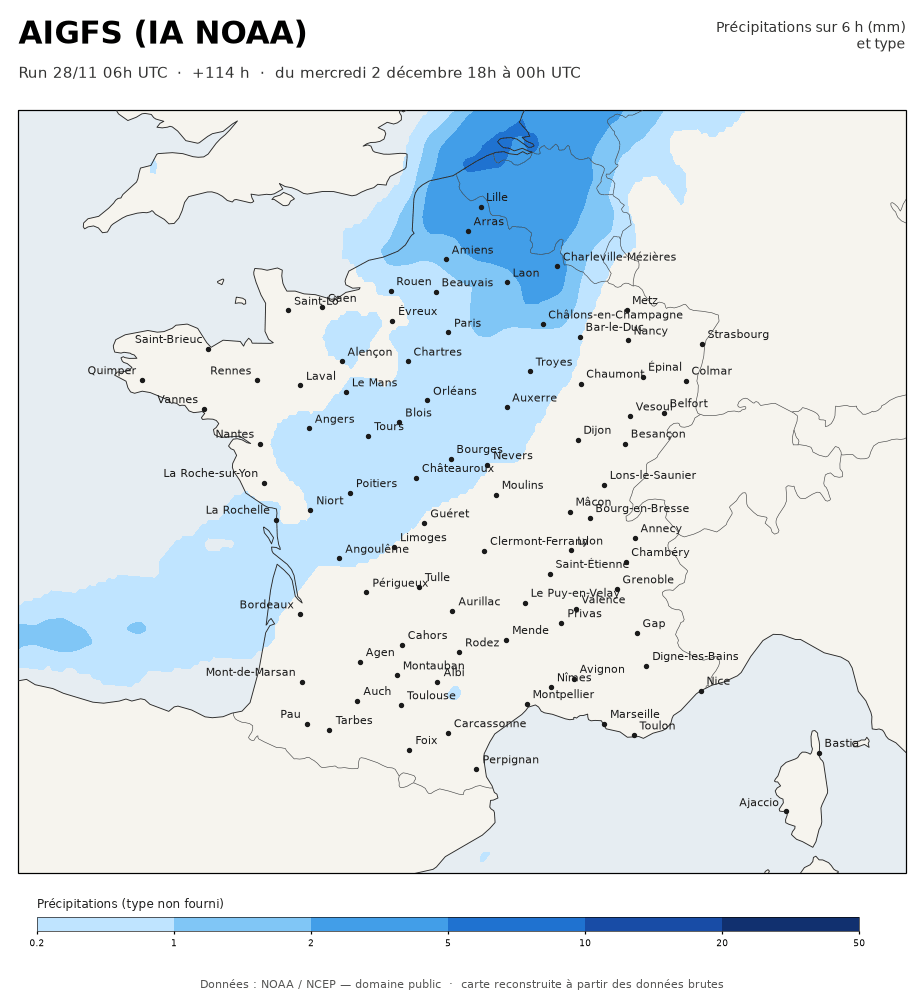 AIGFS (IA NOAA)
Précipitations sur 6 h (mm)
et type
Run 28/11 06h UTC · +114 h · du mercredi 2 décembre 18h à 00h UTC
Lille
Arras
Amiens
Charleville-Mézières
Laon
Rouen
Beauvais
Saint-Lô
Caen
Metz
Évreux
Châlons-en-Champagne
Paris
Bar-le-Duc
Nancy
Strasbourg
Saint-Brieuc
Alençon
Chartres
Troyes
Quimper
Rennes
Laval
Le Mans
Chaumont
Épinal
Colmar
Vannes
Orléans
Auxerre
Vesoul
Belfort
Angers
Blois
Tours
Nantes
Dijon
Besançon
Bourges
Nevers
La Roche-sur-Yon
Châteauroux
Lons-le-Saunier
Poitiers
Moulins
Niort
La Rochelle
Guéret
Mâcon
Bourg-en-Bresse
Limoges
Annecy
Angoulême
Clermont-Ferrand
Lyon
Chambéry
Saint-Étienne
Périgueux
Tulle
Grenoble
Bordeaux
Aurillac
Le Puy-en-Velay
Valence
Privas
Cahors
Rodez
Mende
Gap
Agen
Montauban
Albi
Digne-les-Bains
Mont-de-Marsan
Avignon
Nîmes
Nice
Auch
Toulouse
Montpellier
Pau
Tarbes
Carcassonne
Marseille
Toulon
Foix
Perpignan
Bastia
Ajaccio
Précipitations (type non fourni)
0.2 1 2 5 10 20 50
Données : NOAA / NCEP — domaine public · carte reconstruite à partir des données brutes